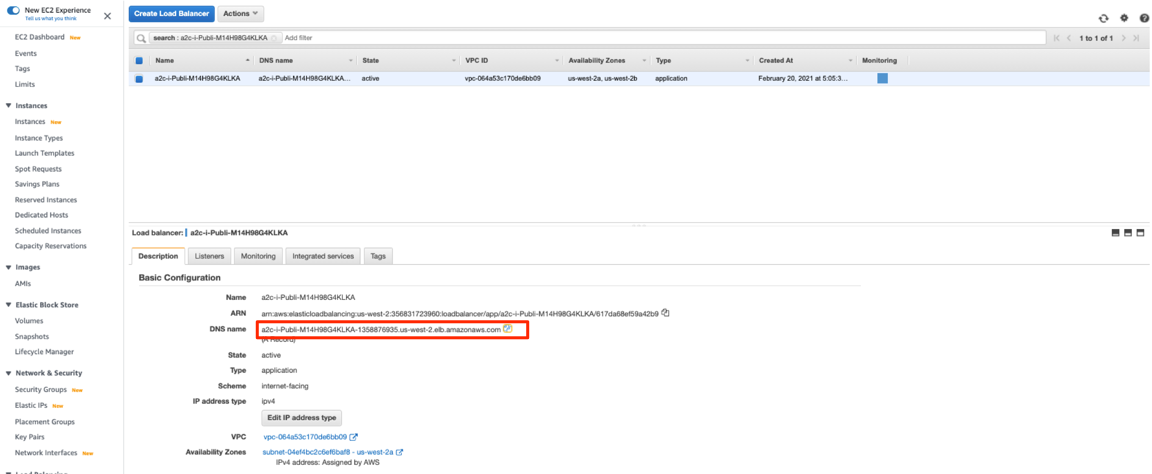 New EC2 Experience
Tell us what you think
EC2 Dashboard New
Events
Tags
Limits
Instances
Instances New
Instance Types
Launch Templates
Spot Requests
Savings Plans
Reserved Instances
Dedicated Hosts
Scheduled Instances
Capacity Reservations
Images
AMIs
Elastic Block Store
Volumes
Snapshots
Lifecycle Manager
Network & Security
Security Groups New
Elastic IPs New
Placement Groups
Key Pairs
Network Interfaces New
Load Balancing
Create Load Balancer Actions
search : a2c-i-Publi-M14H98G4KLKA Add filter
1 to 1 of 1
Name DNS name State VPC ID Availability Zones Type Created At Monitoring
a2c-i-Publi-M14H98G4KLKA a2c-i-Publi-M14H98G4KLKA... active vpc-064a53c170de6bb09 us-west-2a, us-west-2b application February 20, 2021 at 5:05:3...
Load balancer: a2c-i-Publi-M14H98G4KLKA
Description Listeners Monitoring Integrated services Tags
Basic Configuration
Name a2c-i-Publi-M14H98G4KLKA
ARN arn:aws:elasticloadbalancing:us-west-2:356831723960:loadbalancer/app/a2c-i-Publi-M14H98G4KLKA/617da68ef59a42b9
DNS name a2c-i-Publi-M14H98G4KLKA-1358876935.us-west-2.elb.amazonaws.com
(A Record)
State active
Type application
Scheme internet-facing
IP address type ipv4
Edit IP address type
VPC vpc-064a53c170de6bb09
Availability Zones subnet-04ef4bc2c6ef6baf8 - us-west-2a
IPv4 address: Assigned by AWS